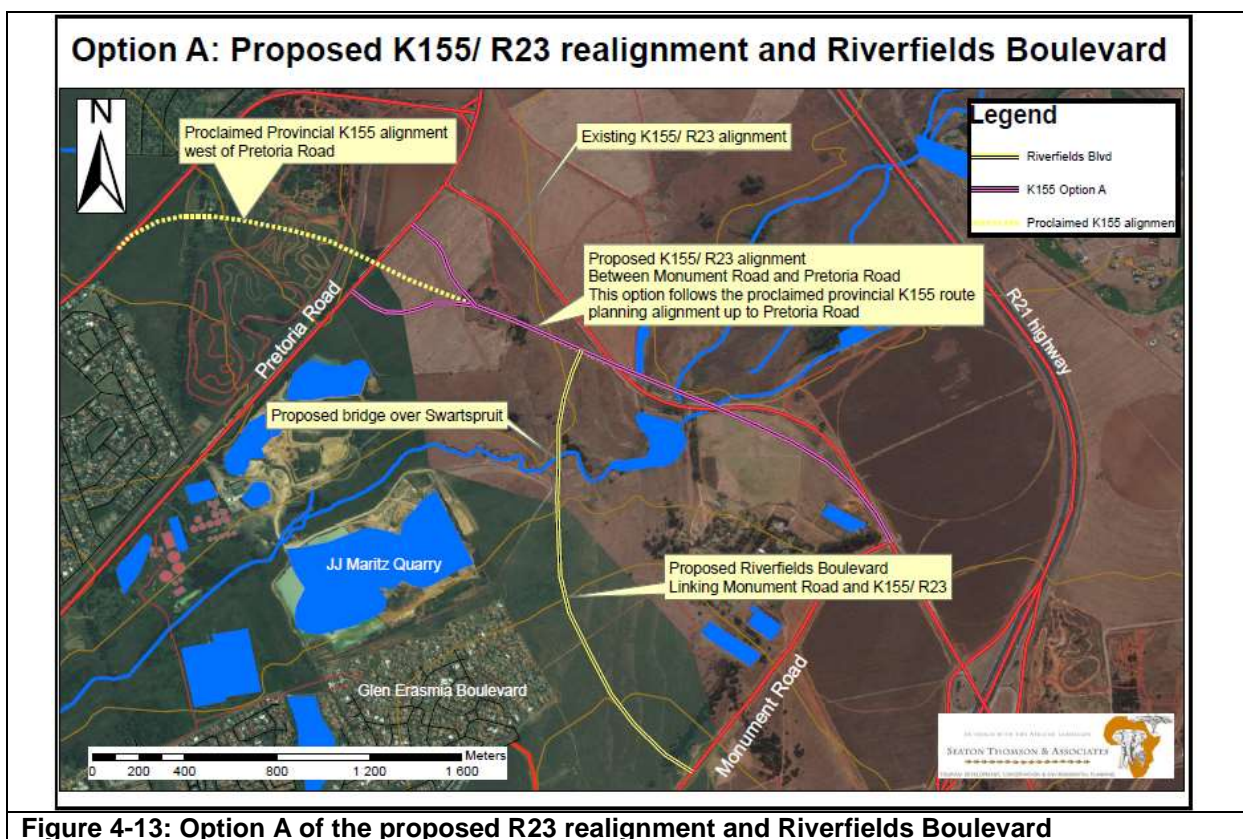 Option A: Proposed K155/ R23 realignment and Riverfields Boulevard
N
Proclaimed Provincial K155 alignment
west of Pretoria Road
Existing K155/ R23 alignment
Legend
Riverfields Blvd
K155 Option A
Proclaimed K155 alignment
Proposed K155/ R23 alignment
Between Monument Road and Pretoria Road
This option follows the proclaimed provincial K155 route
planning alignment up to Pretoria Road
R21 highway
Pretoria Road
Proposed bridge over Swartspruit
JJ Maritz Quarry
Proposed Riverfields Boulevard
Linking Monument Road and K155/ R23
Glen Erasmia Boulevard
Monument Road
Meters
0 200 400 800 1 200 1 600
SEATON THOMSON & ASSOCIATES
Figure 4-13: Option A of the proposed R23 realignment and Riverfields Boulevard